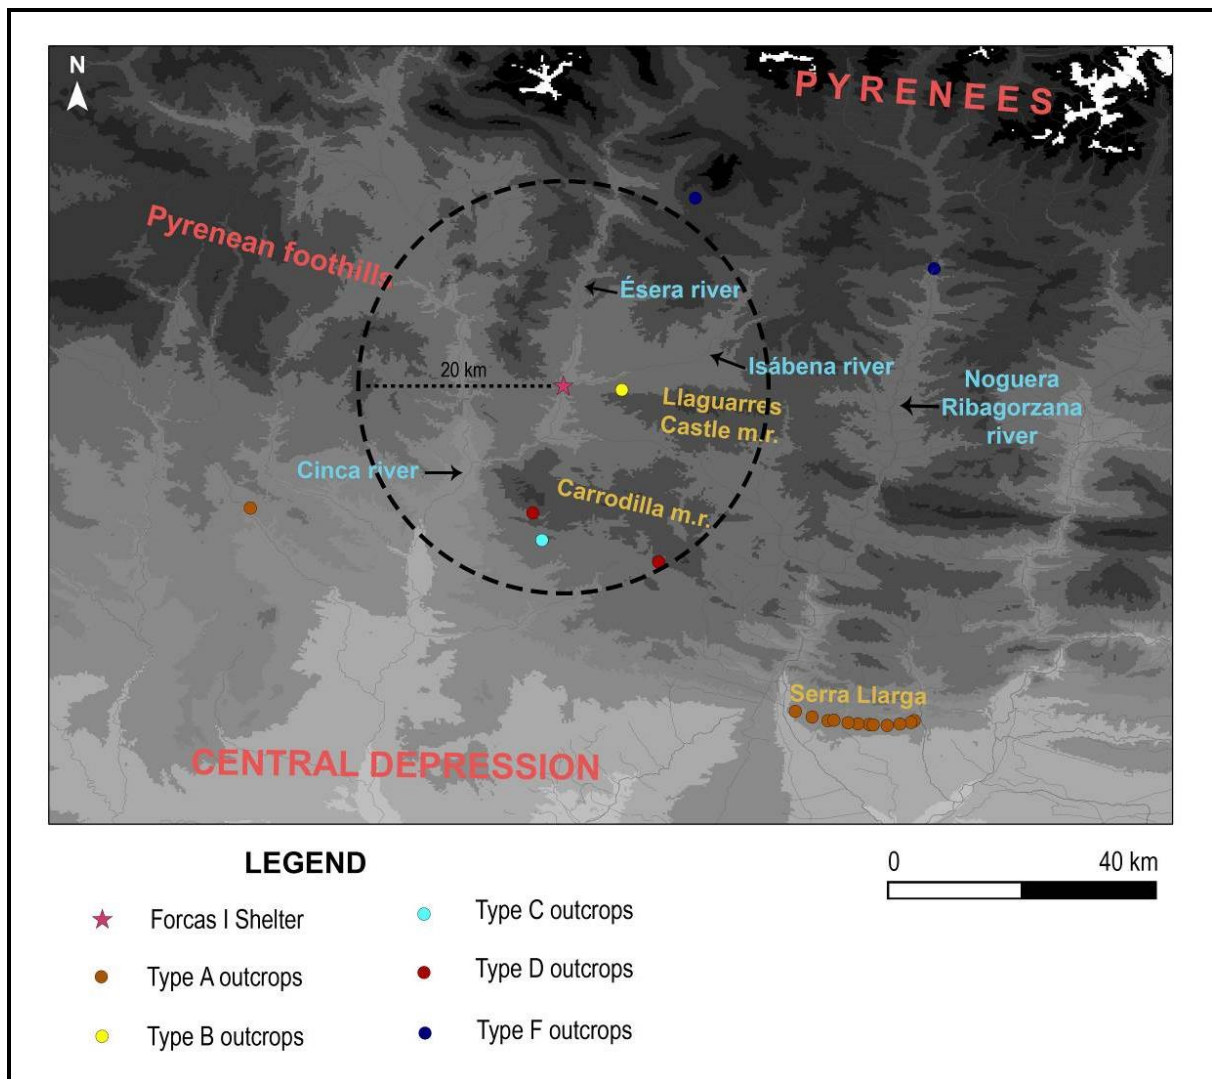 N
PYRENEES
Pyrenean foothills
Ésera river
Isábena river
20 km
Llaguarres
Castle m.r.
Noguera
Ribagorzana
river
Cinca river
Carrodilla m.r.
Serra Llarga
CENTRAL DEPRESSION
LEGEND
0 40 km
Forcas I Shelter
Type A outcrops
Type B outcrops
Type C outcrops
Type D outcrops
Type F outcrops